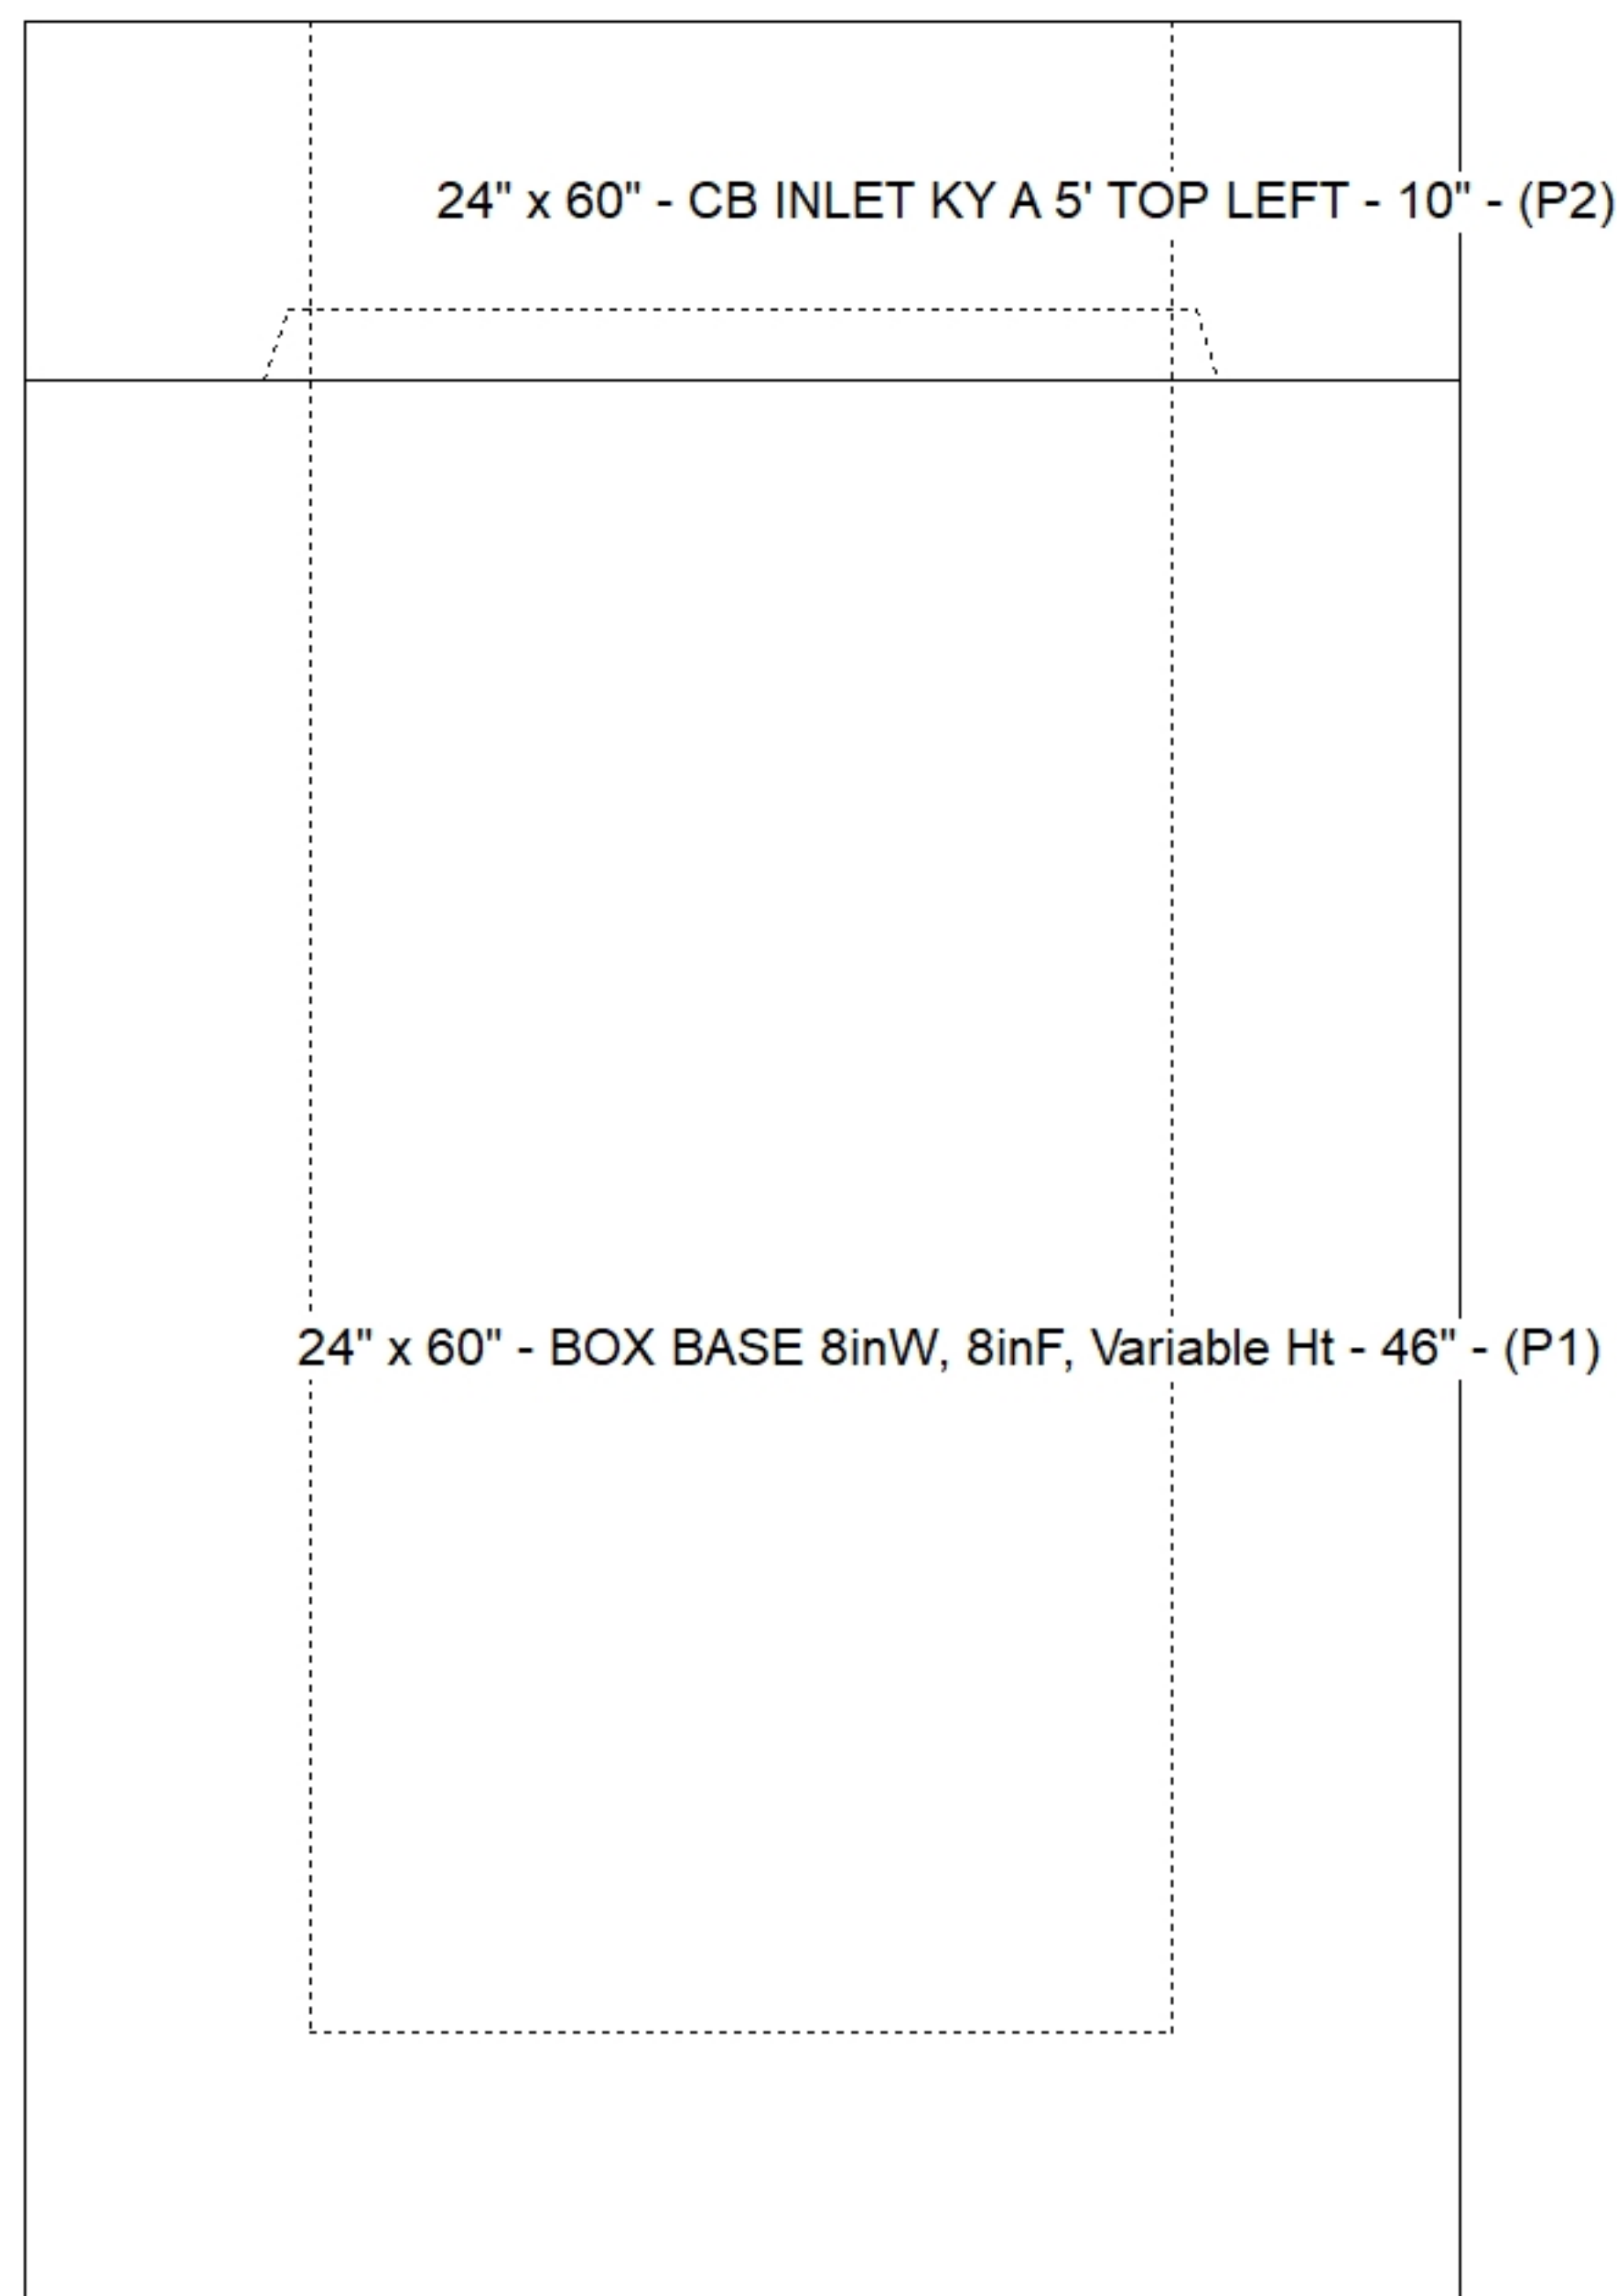 24" x 60" - CB INLET KY A 5' TOP LEFT - 10" - (P2)
24" x 60" - BOX BASE 8inW, 8inF, Variable Ht - 46" - (P1)